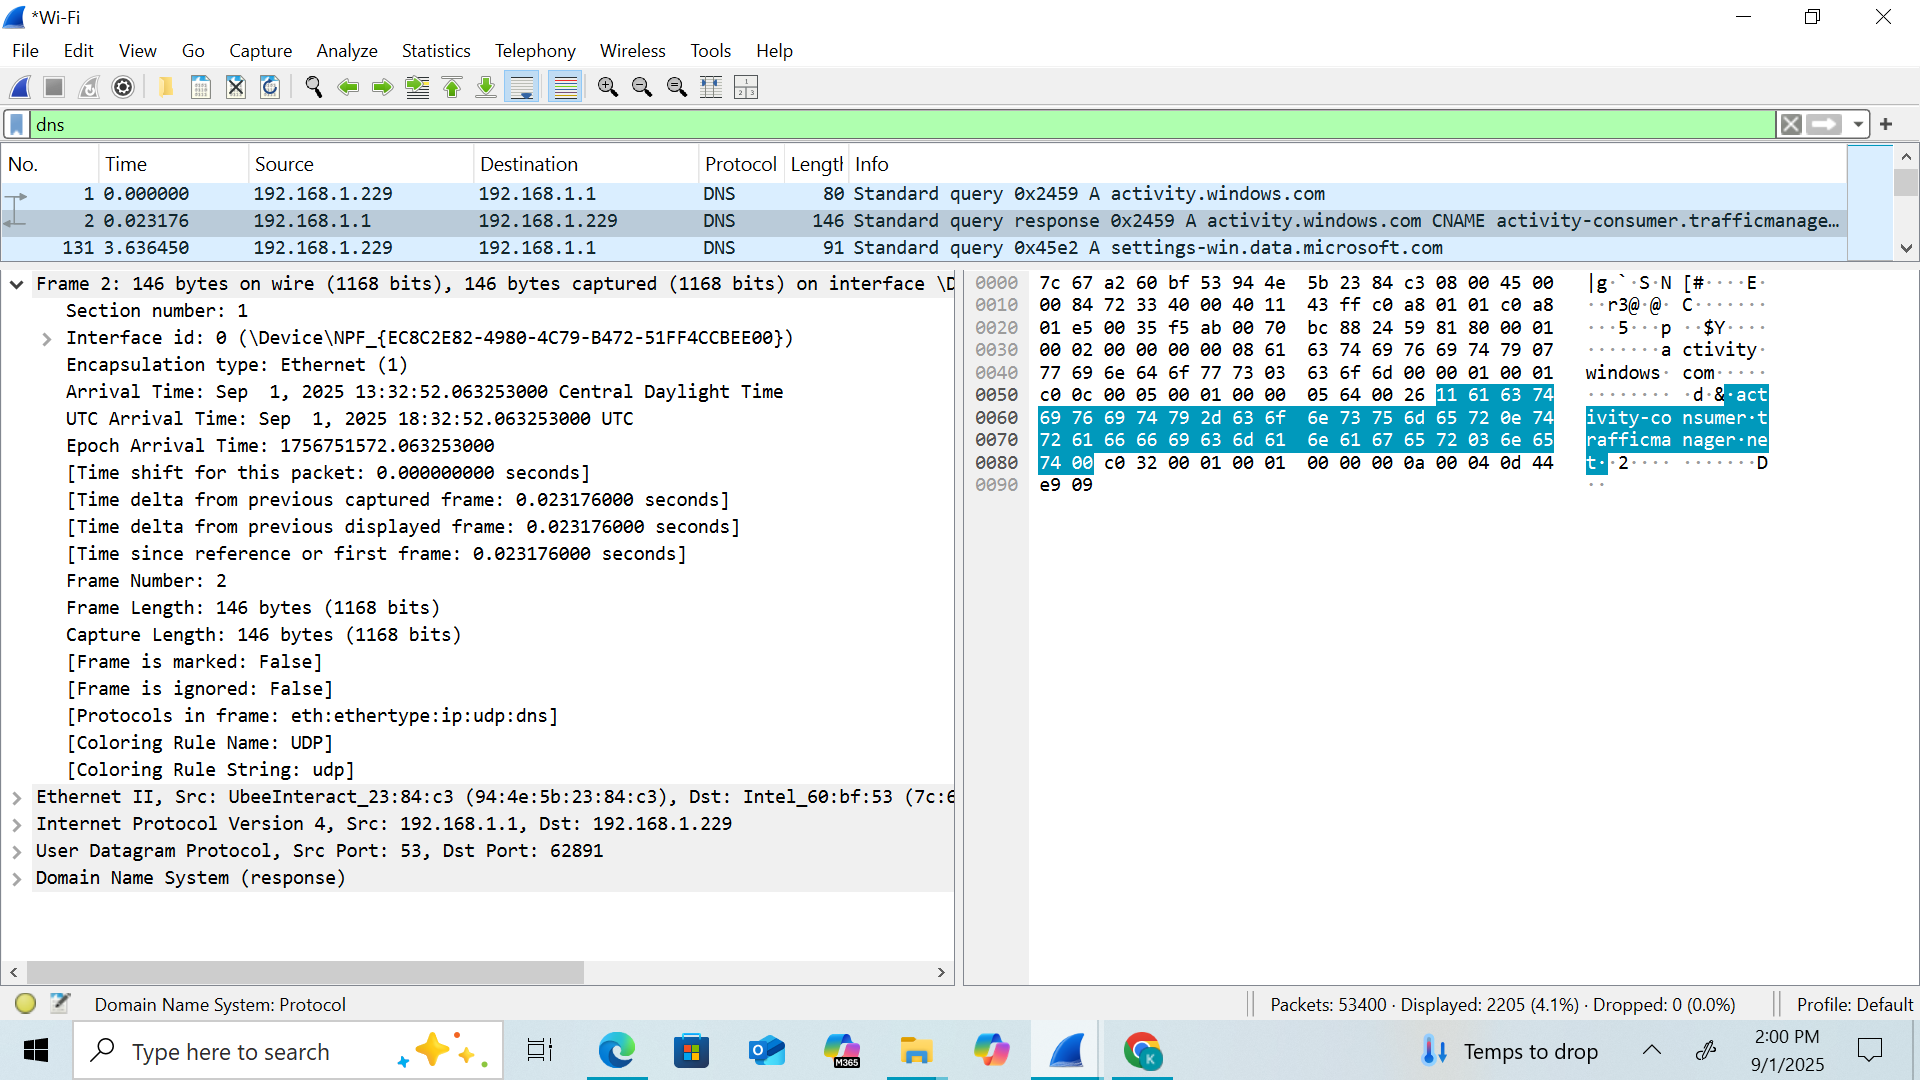 *Wi-Fi
File Edit View Go Capture Analyze Statistics Telephony Wireless Tools Help
dns
No. Time Source Destination Protocol Length Info
1 0.000000 192.168.1.229 192.168.1.1 DNS 80 Standard query 0x2459 A activity.windows.com
2 0.023176 192.168.1.1 192.168.1.229 DNS 146 Standard query response 0x2459 A activity.windows.com CNAME activity-consumer.trafficmanage…
131 3.636450 192.168.1.229 192.168.1.1 DNS 91 Standard query 0x45e2 A settings-win.data.microsoft.com
Frame 2: 146 bytes on wire (1168 bits), 146 bytes captured (1168 bits) on interface \D
Section number: 1
Interface id: 0 (\Device\NPF_{EC8C2E82-4980-4C79-B472-51FF4CCBEE00})
Encapsulation type: Ethernet (1)
Arrival Time: Sep  1, 2025 13:32:52.063253000 Central Daylight Time
UTC Arrival Time: Sep  1, 2025 18:32:52.063253000 UTC
Epoch Arrival Time: 1756751572.063253000
[Time shift for this packet: 0.000000000 seconds]
[Time delta from previous captured frame: 0.023176000 seconds]
[Time delta from previous displayed frame: 0.023176000 seconds]
[Time since reference or first frame: 0.023176000 seconds]
Frame Number: 2
Frame Length: 146 bytes (1168 bits)
Capture Length: 146 bytes (1168 bits)
[Frame is marked: False]
[Frame is ignored: False]
[Protocols in frame: eth:ethertype:ip:udp:dns]
[Coloring Rule Name: UDP]
[Coloring Rule String: udp]
Ethernet II, Src: UbeeInteract_23:84:c3 (94:4e:5b:23:84:c3), Dst: Intel_60:bf:53 (7c:6
Internet Protocol Version 4, Src: 192.168.1.1, Dst: 192.168.1.229
User Datagram Protocol, Src Port: 53, Dst Port: 62891
Domain Name System (response)
0000 7c 67 a2 60 bf 53 94 4e 5b 23 84 c3 08 00 45 00 |g·`·S·N [#····E·
0010 00 84 72 33 40 00 40 11 43 ff c0 a8 01 01 c0 a8 ··r3@·@· C·······
0020 01 e5 00 35 f5 ab 00 70 bc 88 24 59 81 80 00 01 ···5···p ··$Y····
0030 00 02 00 00 00 00 08 61 63 74 69 76 69 74 79 07 ·······a ctivity·
0040 77 69 6e 64 6f 77 73 03 63 6f 6d 00 00 01 00 01 windows· com·····
0050 c0 0c 00 05 00 01 00 00 05 64 00 26 11 61 63 74 ········ ·d·&·act
0060 69 76 69 74 79 2d 63 6f 6e 73 75 6d 65 72 0e 74 ivity-co nsumer·t
0070 72 61 66 66 69 63 6d 61 6e 61 67 65 72 03 6e 65 rafficma nager·ne
0080 74 00 c0 32 00 01 00 01 00 00 00 0a 00 04 0d 44 t··2···· ·······D
0090 e9 09 ··
Domain Name System: Protocol
Packets: 53400 · Displayed: 2205 (4.1%) · Dropped: 0 (0.0%)
Profile: Default
Type here to search
M365
K
Temps to drop
2:00 PM
9/1/2025